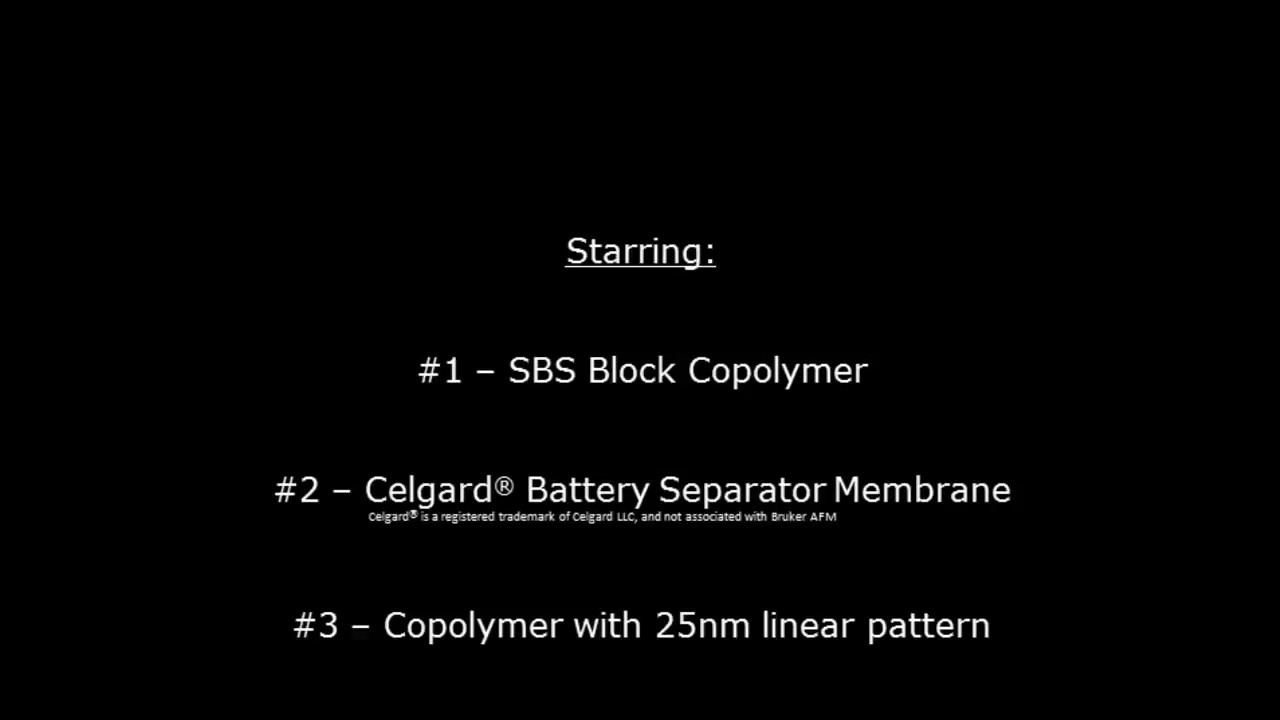 Starring:
#1 – SBS Block Copolymer
#2 – Celgard® Battery Separator Membrane
Celgard® is a registered trademark of Celgard LLC, and not associated with Bruker AFM
#3 – Copolymer with 25nm linear pattern